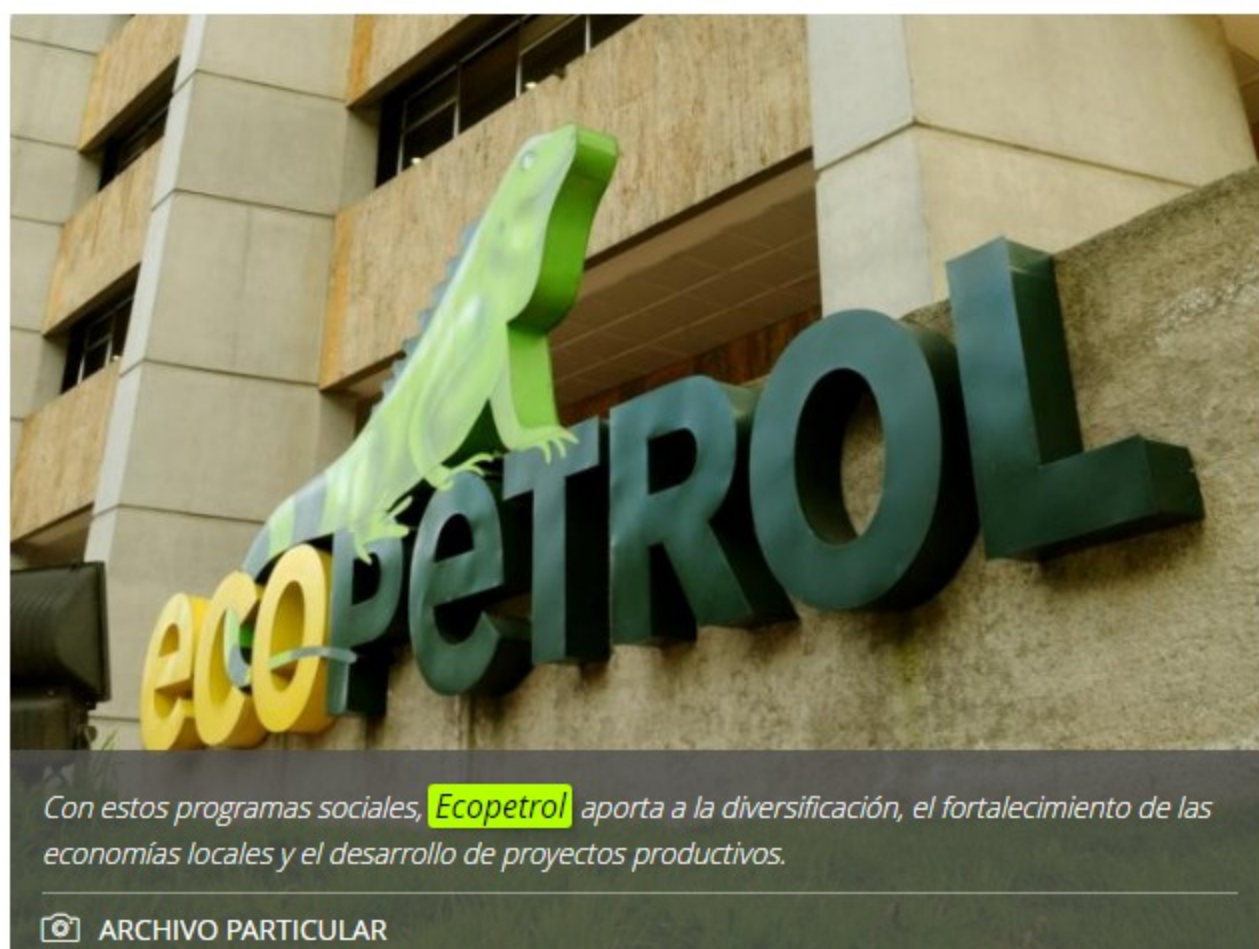 ecoPeTROL
Con estos programas sociales, Ecopetrol aporta a la diversificación, el fortalecimiento de las
economías locales y el desarrollo de proyectos productivos.
ARCHIVO PARTICULAR